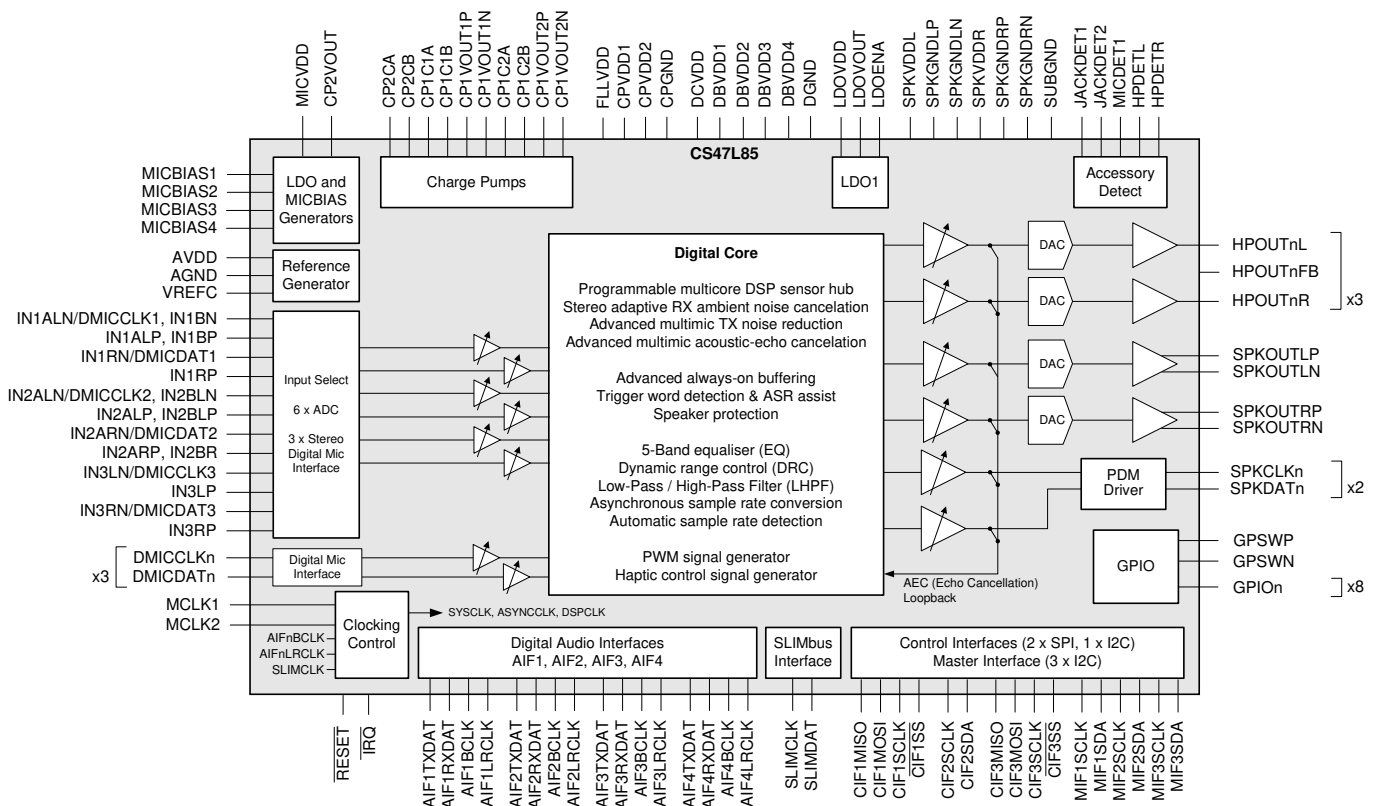 MICVDD
CP2VOUT
CP2CA
CP2CB
CP1C1A
CP1C1B
CP1VOUT1P
CP1VOUT1N
CP1C2A
CP1C2B
CP1VOUT2P
CP1VOUT2N
FLLVDD
CPVDD1
CPVDD2
CPGND
DCVDD
DBVDD1
DBVDD2
DBVDD3
DBVDD4
DGND
LDOVDD
LDOVOUT
LDOENA
SPKVDDL
SPKGNDLP
SPKGNDLN
SPKVDDR
SPKGNDRP
SPKGNDRN
SUBGND
JACKDET1
JACKDET2
MICDET1
HPDETL
HPDETR
CS47L85
MICBIAS1
MICBIAS2
MICBIAS3
MICBIAS4
LDO and
MICBIAS
Generators
Charge Pumps
LDO1
Accessory
Detect
AVDD
AGND
VREFC
Reference
Generator
IN1ALN/DMICCLK1, IN1BN
IN1ALP, IN1BP
IN1RN/DMICDAT1
IN1RP
IN2ALN/DMICCLK2, IN2BLN
IN2ALP, IN2BLP
IN2ARN/DMICDAT2
IN2ARP, IN2BR
IN3LN/DMICCLK3
IN3LP
IN3RN/DMICDAT3
IN3RP
Input Select
6 x ADC
3 x Stereo
Digital Mic
Interface
x3
DMICCLKn
DMICDATn
Digital Mic
Interface
MCLK1
MCLK2
AIFnBCLK
AIFnLRCLK
SLIMCLK
Clocking
Control
SYSCLK, ASYNCCLK, DSPCLK
Digital Core
Programmable multicore DSP sensor hub
Stereo adaptive RX ambient noise cancelation
Advanced multimic TX noise reduction
Advanced multimic acoustic-echo cancelation
Advanced always-on buffering
Trigger word detection & ASR assist
Speaker protection
5-Band equaliser (EQ)
Dynamic range control (DRC)
Low-Pass / High-Pass Filter (LHPF)
Asynchronous sample rate conversion
Automatic sample rate detection
PWM signal generator
Haptic control signal generator
DAC
DAC
DAC
DAC
HPOUTnL
HPOUTnFB
HPOUTnR
x3
SPKOUTLP
SPKOUTLN
SPKOUTRP
SPKOUTRN
PDM
Driver
SPKCLKn
SPKDATn
x2
AEC (Echo Cancellation)
Loopback
GPIO
GPSWP
GPSWN
GPIOn
x8
Digital Audio Interfaces
AIF1, AIF2, AIF3, AIF4
SLIMbus
Interface
Control Interfaces (2 x SPI, 1 x I2C)
Master Interface (3 x I2C)
RESET
IRQ
AIF1TXDAT
AIF1RXDAT
AIF1BCLK
AIF1LRCLK
AIF2TXDAT
AIF2RXDAT
AIF2BCLK
AIF2LRCLK
AIF3TXDAT
AIF3RXDAT
AIF3BCLK
AIF3LRCLK
AIF4TXDAT
AIF4RXDAT
AIF4BCLK
AIF4LRCLK
SLIMCLK
SLIMDAT
CIF1MISO
CIF1MOSI
CIF1SCLK
CIF1SS
CIF2SCLK
CIF2SDA
CIF3MISO
CIF3MOSI
CIF3SCLK
CIF3SS
MIF1SCLK
MIF1SDA
MIF2SCLK
MIF2SDA
MIF3SCLK
MIF3SDA